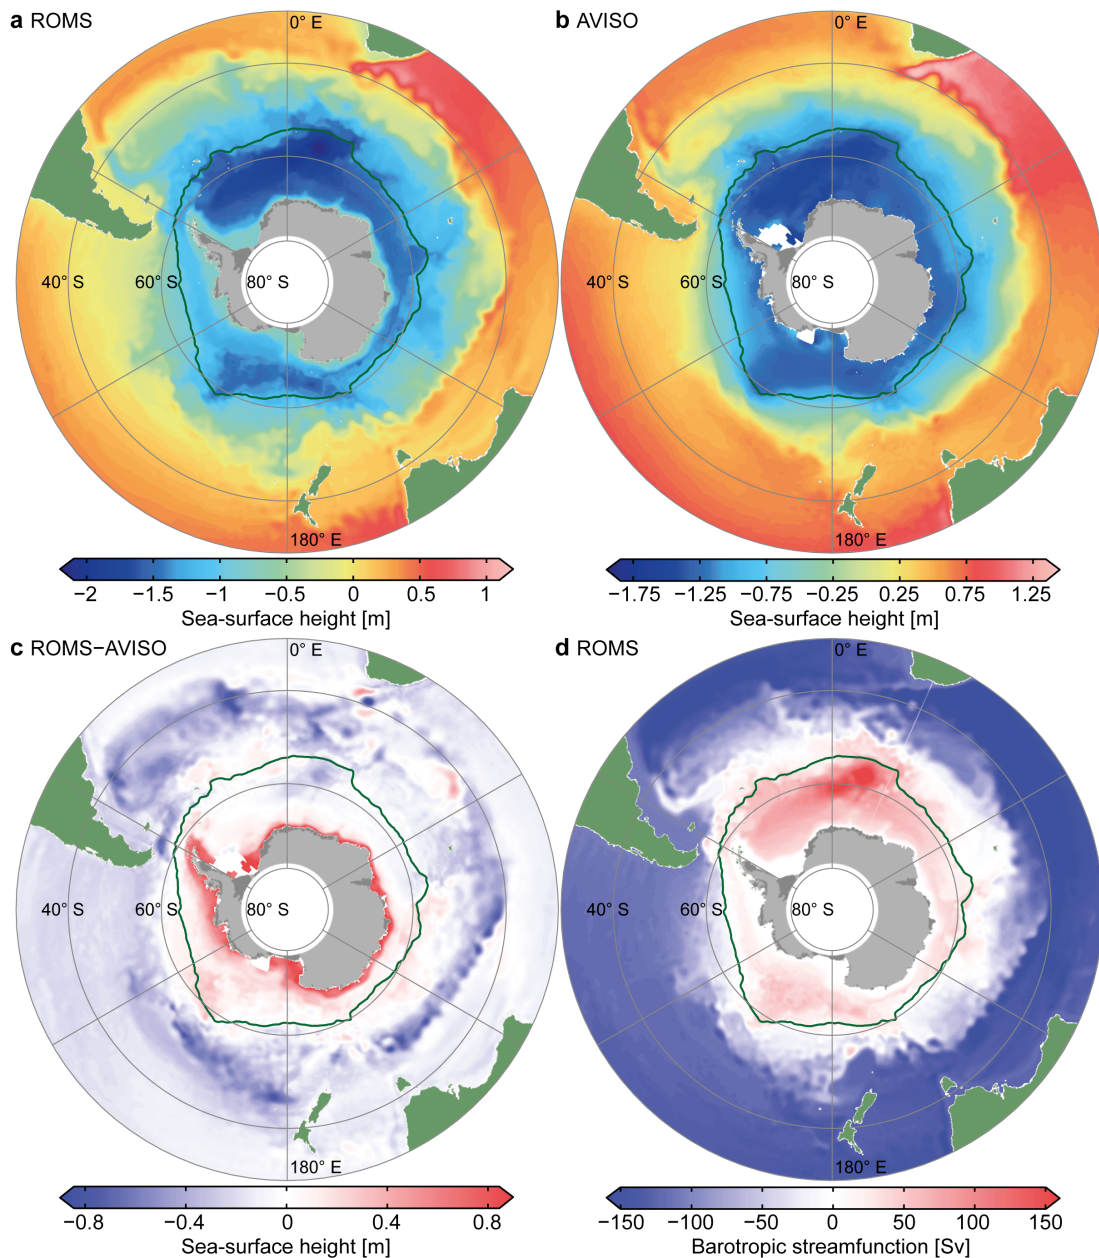 a ROMS
0° E
40° S
60° S
80° S
180° E
−2 −1.5 −1 −0.5 0 0.5 1
Sea-surface height [m]
b AVISO
0° E
40° S
60° S
80° S
180° E
−1.75 −1.25 −0.75 −0.25 0.25 0.75 1.25
Sea-surface height [m]
c ROMS−AVISO
0° E
40° S
60° S
80° S
180° E
−0.8 −0.4 0 0.4 0.8
Sea-surface height [m]
d ROMS
0° E
40° S
60° S
80° S
180° E
−150 −100 −50 0 50 100 150
Barotropic streamfunction [Sv]